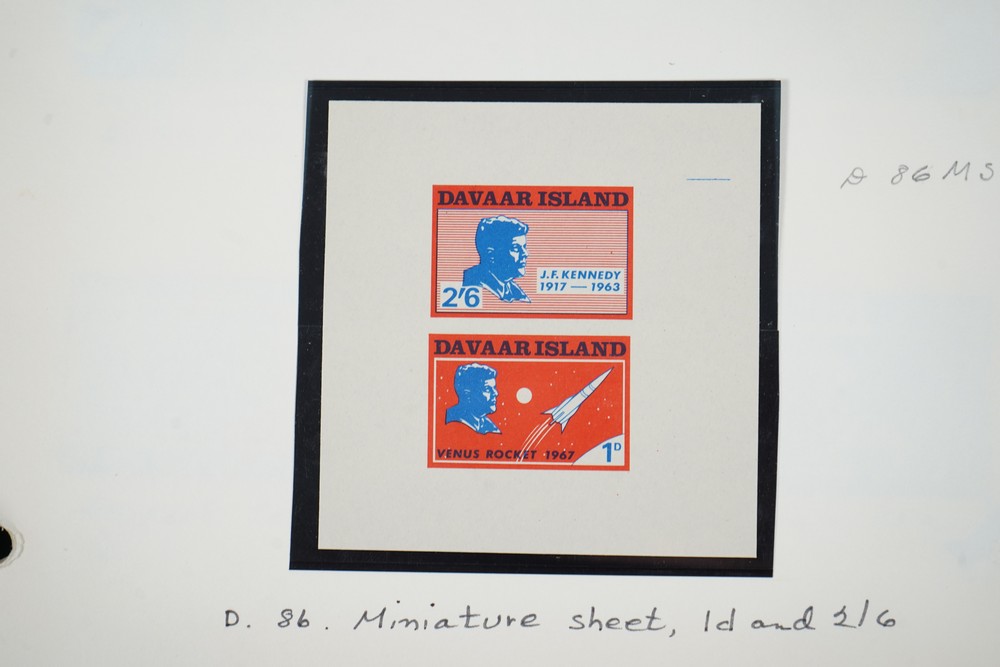 D 86 MS
DAVAAR ISLAND
J.F. KENNEDY
1917 — 1963
2'6
DAVAAR ISLAND
VENUS ROCKET 1967
1D
D. 86. Miniature sheet, 1d and 2/6